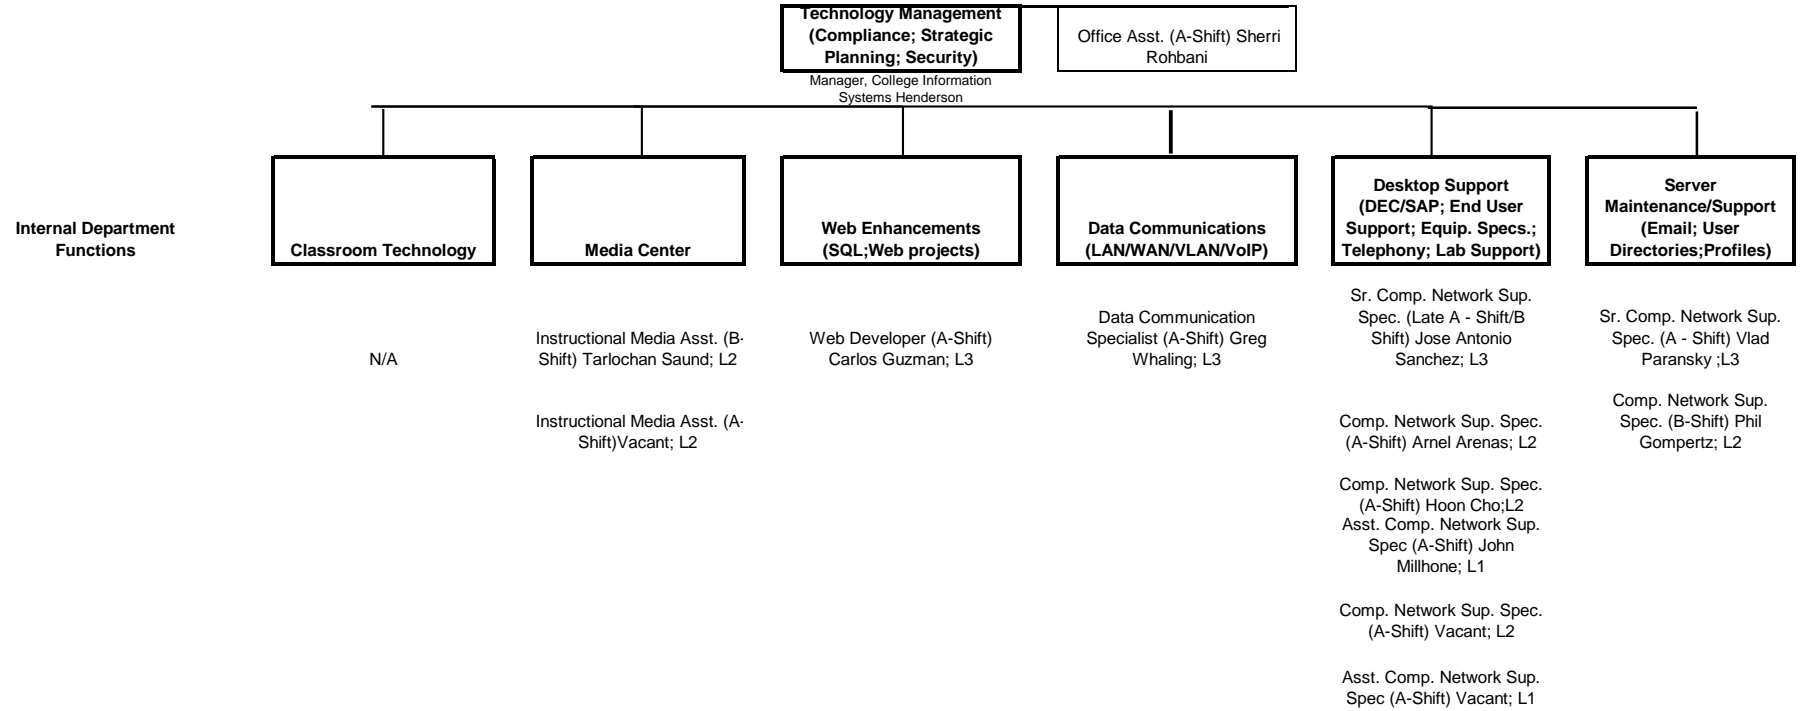 Technology Management
(Compliance; Strategic
Planning; Security)
Manager, College Information
Systems Henderson
Office Asst. (A-Shift) Sherri
Rohbani
Internal Department
Functions
Classroom Technology
Media Center
Web Enhancements
(SQL;Web projects)
Data Communications
(LAN/WAN/VLAN/VoIP)
Desktop Support
(DEC/SAP; End User
Support; Equip. Specs.;
Telephony; Lab Support)
Server
Maintenance/Support
(Email; User
Directories;Profiles)
N/A
Instructional Media Asst. (B-
Shift) Tarlochan Saund; L2
Instructional Media Asst. (A-
Shift)Vacant; L2
Web Developer (A-Shift)
Carlos Guzman; L3
Data Communication
Specialist (A-Shift) Greg
Whaling; L3
Sr. Comp. Network Sup.
Spec. (Late A - Shift/B
Shift) Jose Antonio
Sanchez; L3
Comp. Network Sup. Spec.
(A-Shift) Arnel Arenas; L2
Comp. Network Sup. Spec.
(A-Shift) Hoon Cho;L2
Asst. Comp. Network Sup.
Spec (A-Shift) John
Millhone; L1
Comp. Network Sup. Spec.
(A-Shift) Vacant; L2
Asst. Comp. Network Sup.
Spec (A-Shift) Vacant; L1
Sr. Comp. Network Sup.
Spec. (A - Shift) Vlad
Paransky ;L3
Comp. Network Sup.
Spec. (B-Shift) Phil
Gompertz; L2